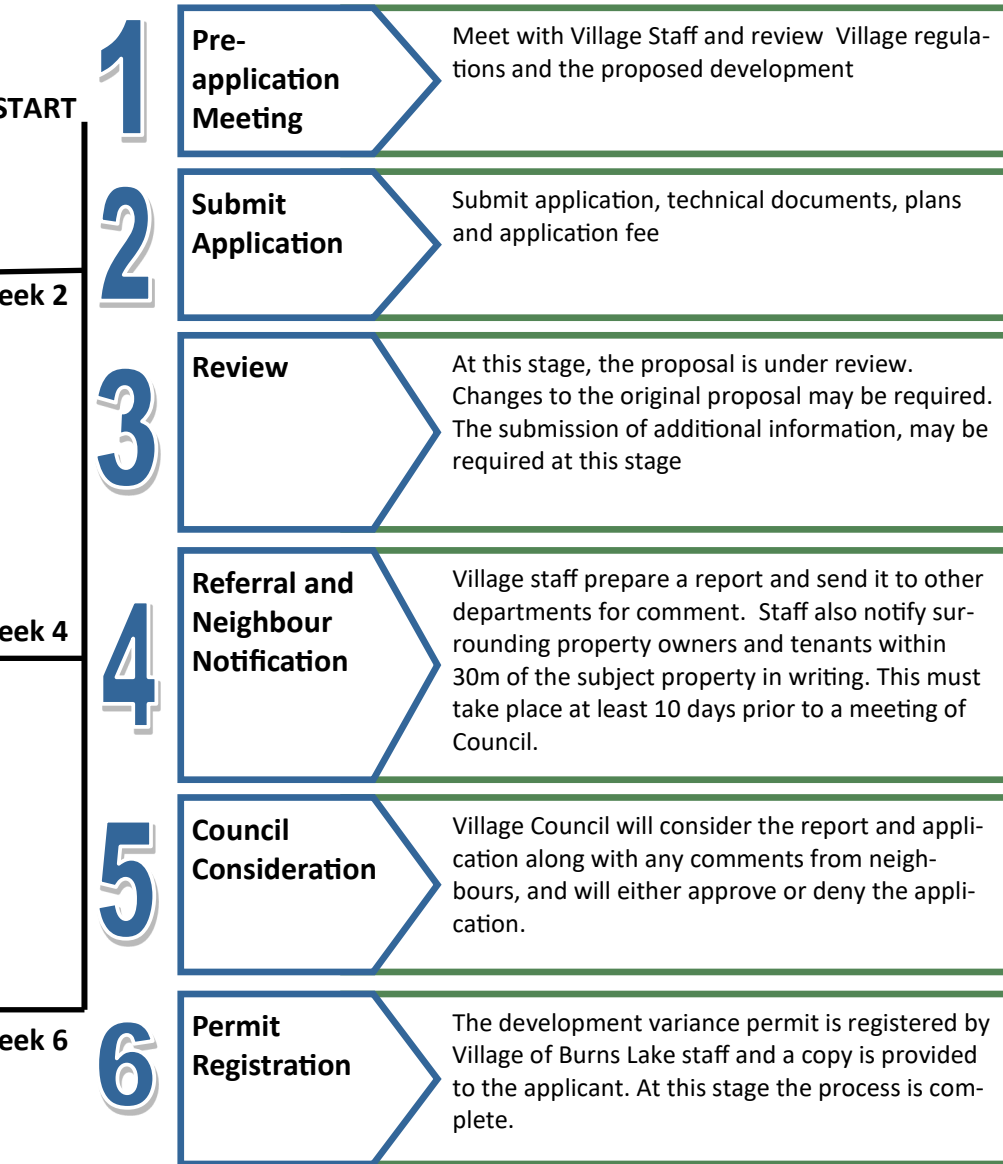 1
Pre-
application
Meeting
Meet with Village Staff and review  Village regula-
tions and the proposed development
START
2
Submit
Application
Submit application, technical documents, plans
and application fee
eek 2
3
Review
At this stage, the proposal is under review.
Changes to the original proposal may be required.
The submission of additional information, may be
required at this stage
4
Referral and
Neighbour
Notification
Village staff prepare a report and send it to other
departments for comment.  Staff also notify sur-
rounding property owners and tenants within
30m of the subject property in writing. This must
take place at least 10 days prior to a meeting of
Council.
eek 4
5
Council
Consideration
Village Council will consider the report and appli-
cation along with any comments from neigh-
bours, and will either approve or deny the appli-
cation.
6
Permit
Registration
The development variance permit is registered by
Village of Burns Lake staff and a copy is provided
to the applicant. At this stage the process is com-
plete.
eek 6